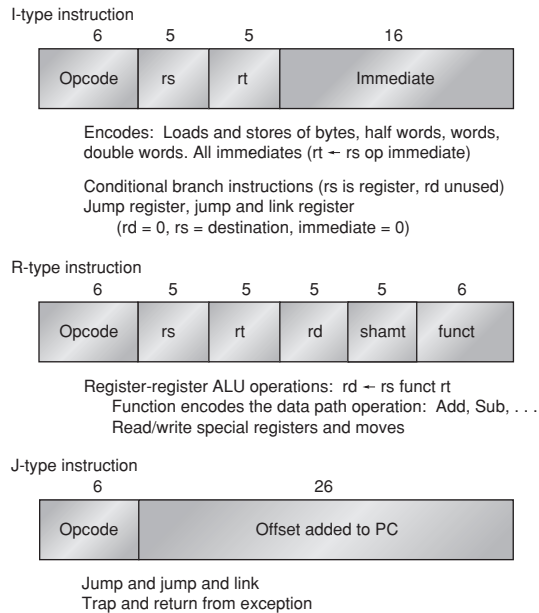 I-type instruction
6 5 5 16
Opcode rs rt Immediate
Encodes: Loads and stores of bytes, half words, words,
double words. All immediates (rt ← rs op immediate)
Conditional branch instructions (rs is register, rd unused)
Jump register, jump and link register
(rd = 0, rs = destination, immediate = 0)
R-type instruction
6 5 5 5 5 6
Opcode rs rt rd shamt funct
Register-register ALU operations: rd ← rs funct rt
Function encodes the data path operation: Add, Sub, . . .
Read/write special registers and moves
J-type instruction
6 26
Opcode Offset added to PC
Jump and jump and link
Trap and return from exception